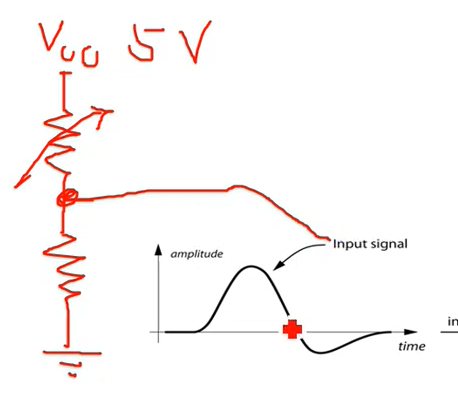 VDD 5V
Input signal
amplitude
in
time